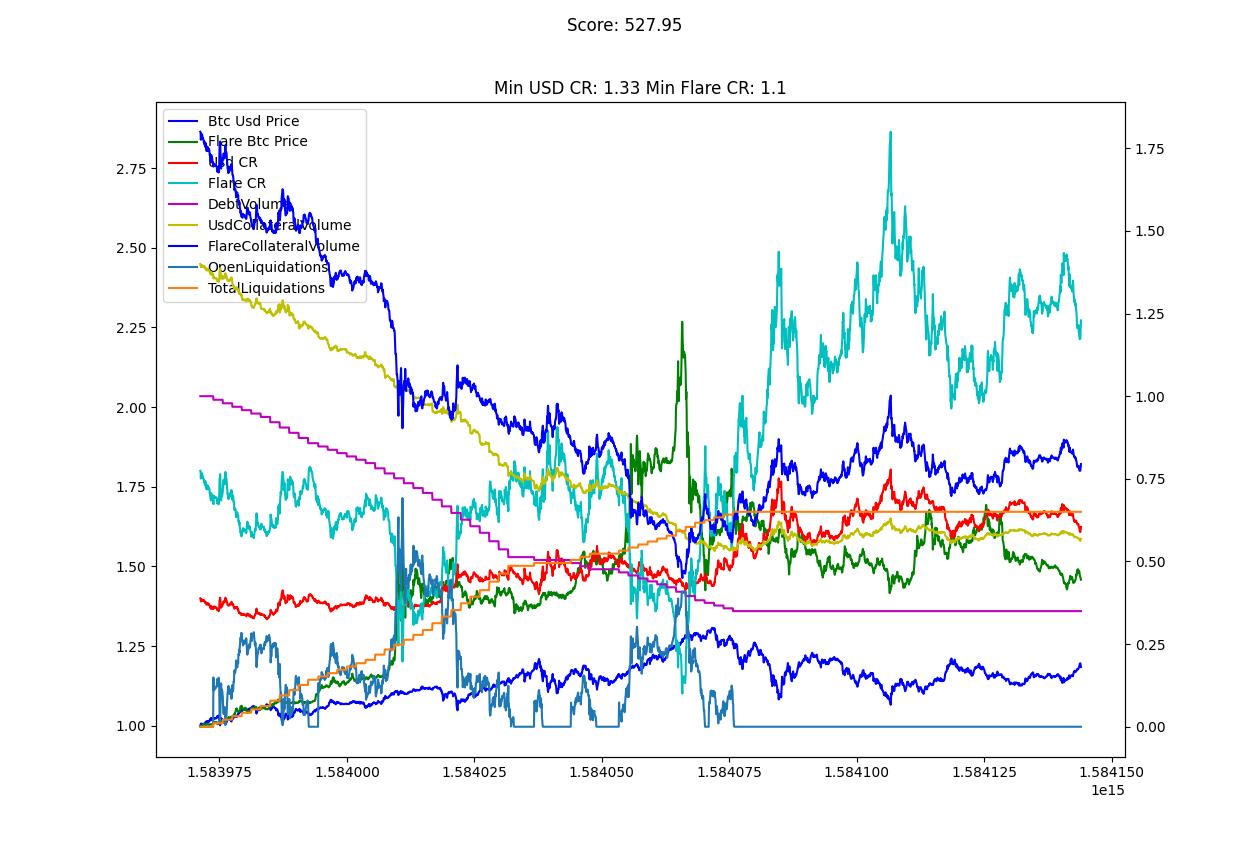 Score: 527.95
Min USD CR: 1.33 Min Flare CR: 1.1
Btc Usd Price
Flare Btc Price
Usd CR
Flare CR
DebtVolume
UsdCollateralVolume
FlareCollateralVolume
OpenLiquidations
TotalLiquidations
2.75
2.50
2.25
2.00
1.75
1.50
1.25
1.00
1.75
1.50
1.25
1.00
0.75
0.50
0.25
0.00
1.583975 1.584000 1.584025 1.584050 1.584075 1.584100 1.584125 1.584150
1e15